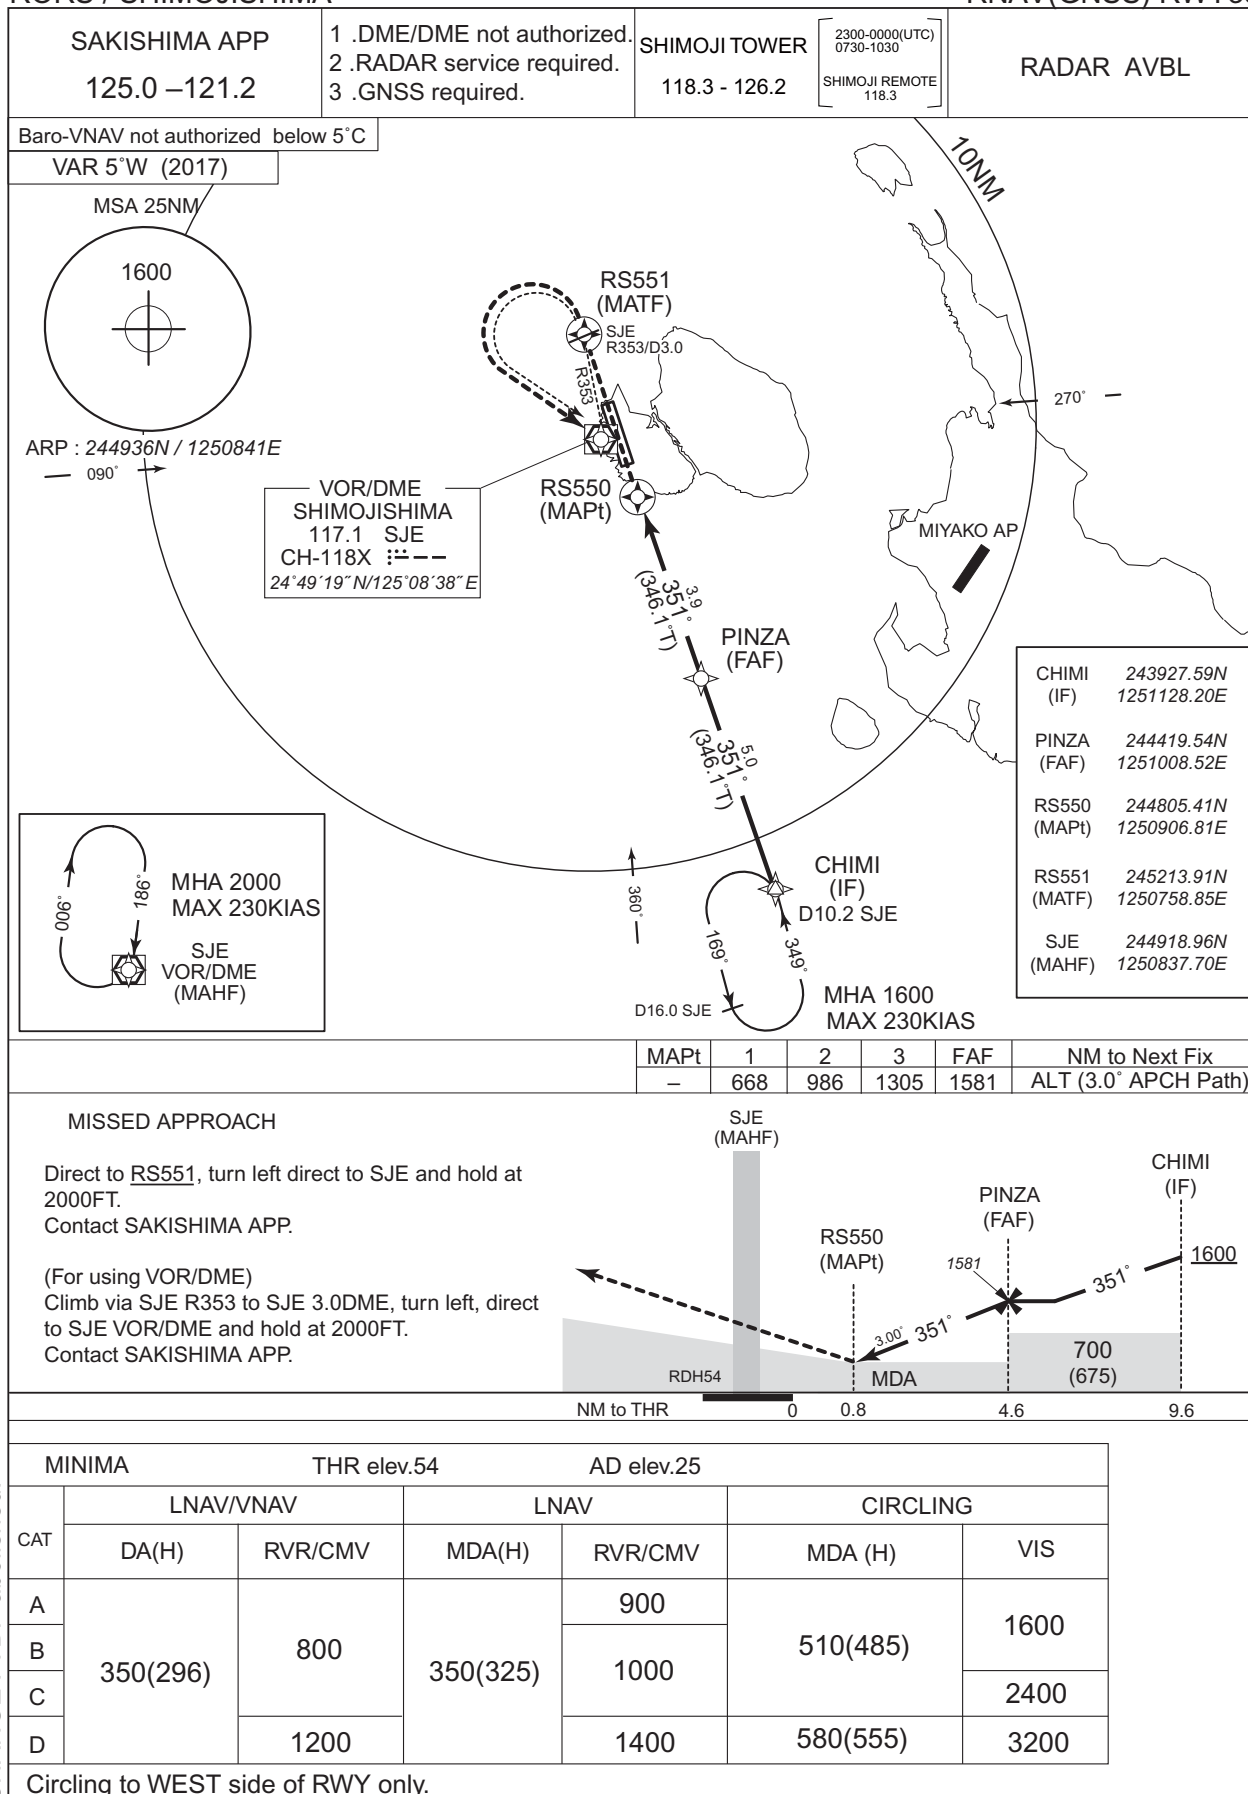 SAKISHIMA APP
125.0 –121.2
1 .DME/DME not authorized.
2 .RADAR service required.
3 .GNSS required.
SHIMOJI TOWER
118.3 - 126.2
2300-0000(UTC)
0730-1030
SHIMOJI REMOTE
118.3
RADAR AVBL
Baro-VNAV not authorized below 5˚C
VAR 5˚W (2017)
MSA 25NM
1600
10NM
RS551
(MATF)
SJE
R353/D3.0
R353
270˚
ARP : 244936N / 1250841E
090˚
VOR/DME
SHIMOJISHIMA
117.1 SJE
CH-118X
24˚49´19˝N/125˚08´38˝E
RS550
(MAPt)
MIYAKO AP
3.9
351˚
(346.1˚T)
PINZA
(FAF)
5.0
351˚
(346.1˚T)
CHIMI 243927.59N
(IF) 1251128.20E
PINZA 244419.54N
(FAF) 1251008.52E
RS550 244805.41N
(MAPt) 1250906.81E
RS551 245213.91N
(MATF) 1250758.85E
SJE 244918.96N
(MAHF) 1250837.70E
006˚
186˚
MHA 2000
MAX 230KIAS
SJE
VOR/DME
(MAHF)
360˚
CHIMI
(IF)
D10.2 SJE
169˚
349˚
D16.0 SJE
MHA 1600
MAX 230KIAS
MAPt 1 2 3 FAF NM to Next Fix
– 668 986 1305 1581 ALT (3.0˚ APCH Path)
MISSED APPROACH
Direct to RS551, turn left direct to SJE and hold at
2000FT.
Contact SAKISHIMA APP.
(For using VOR/DME)
Climb via SJE R353 to SJE 3.0DME, turn left, direct
to SJE VOR/DME and hold at 2000FT.
Contact SAKISHIMA APP.
SJE
(MAHF)
RS550
(MAPt)
PINZA
(FAF)
CHIMI
(IF)
1581
1600
351˚
3.00˚ 351˚
700
(675)
RDH54
MDA
NM to THR 0 0.8 4.6 9.6
MINIMA THR elev.54 AD elev.25
CAT LNAV/VNAV LNAV CIRCLING
DA(H) RVR/CMV MDA(H) RVR/CMV MDA (H) VIS
A 900
B 350(296) 800 350(325) 1000 510(485) 1600
C 2400
D 1200 1400 580(555) 3200
Circling to WEST side of RWY only.